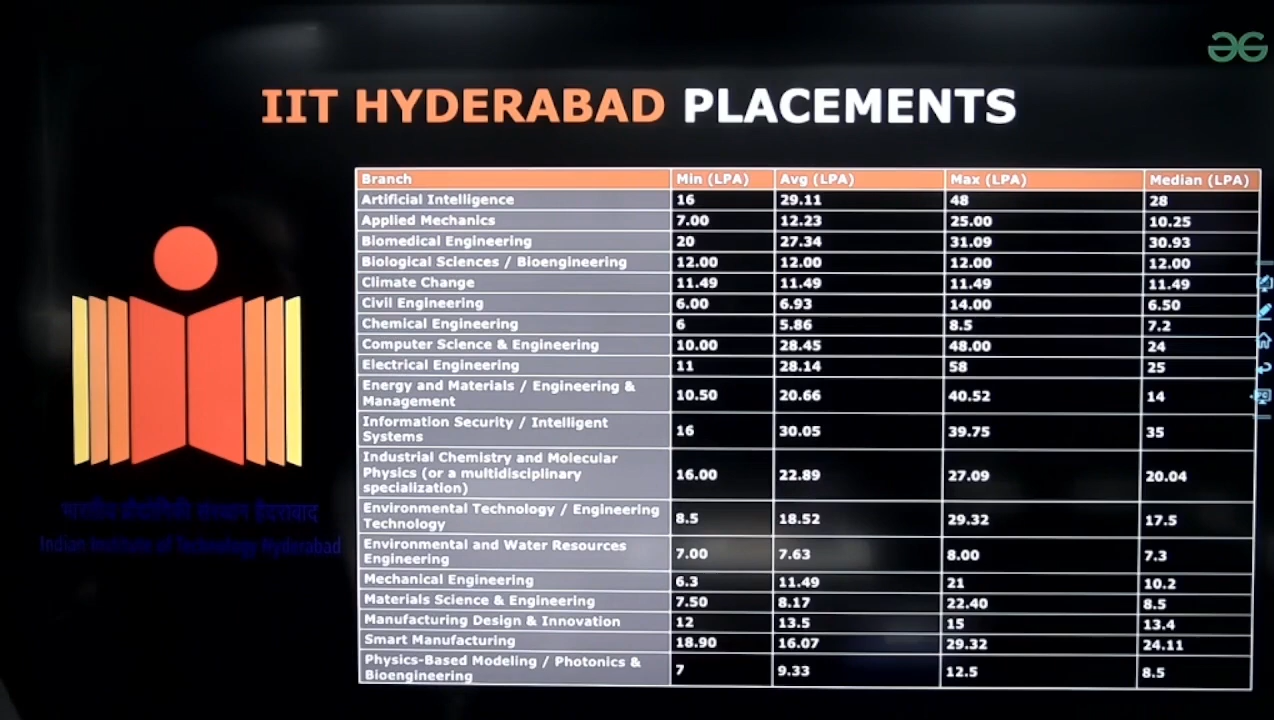 IIT HYDERABAD PLACEMENTS
Branch Min (LPA) Avg (LPA) Max (LPA) Median (LPA)
Artificial Intelligence 16 29.11 48 28
Applied Mechanics 7.00 12.23 25.00 10.25
Biomedical Engineering 20 27.34 31.09 30.93
Biological Sciences / Bioengineering 12.00 12.00 12.00 12.00
Climate Change 11.49 11.49 11.49 11.49
Civil Engineering 6.00 6.93 14.00 6.50
Chemical Engineering 6 5.86 8.5 7.2
Computer Science & Engineering 10.00 28.45 48.00 24
Electrical Engineering 11 28.14 58 25
Energy and Materials / Engineering &
Management 10.50 20.66 40.52 14
Information Security / Intelligent
Systems 16 30.05 39.75 35
Industrial Chemistry and Molecular
Physics (or a multidisciplinary
specialization) 16.00 22.89 27.09 20.04
Environmental Technology / Engineering
Technology 8.5 18.52 29.32 17.5
Environmental and Water Resources
Engineering 7.00 7.63 8.00 7.3
Mechanical Engineering 6.3 11.49 21 10.2
Materials Science & Engineering 7.50 8.17 22.40 8.5
Manufacturing Design & Innovation 12 13.5 15 13.4
Smart Manufacturing 18.90 16.07 29.32 24.11
Physics-Based Modeling / Photonics &
Bioengineering 7 9.33 12.5 8.5
भारतीय प्रौद्योगिकी संस्थान हैदराबाद
Indian Institute of Technology Hyderabad